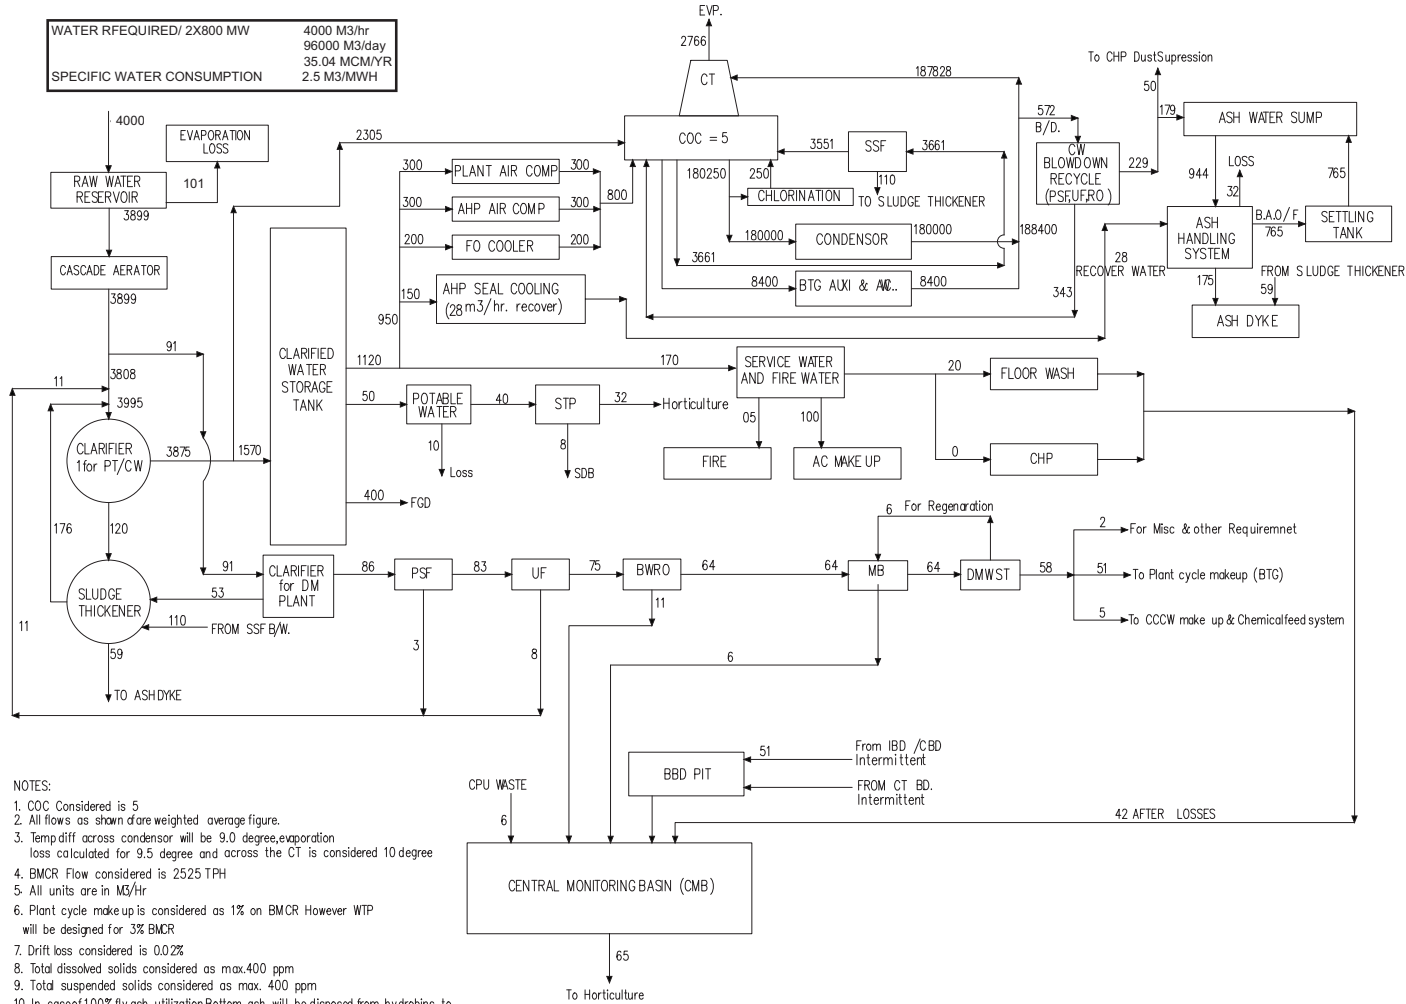 WATER RFEQUIRED/ 2X800 MW 4000 M3/hr
96000 M3/day
35.04 MCM/YR
SPECIFIC WATER CONSUMPTION 2.5 M3/MWH
EVP.
2766
CT
187828
COC = 5
2305
4000
EVAPORATION
LOSS
101
RAW WATER
RESERVOIR
3899
CASCADE AERATOR
3899
91
3808
11
3995
CLARIFIER
1 for PT/CW
3875
1570
176
120
SLUDGE
THICKENER
53
110
FROM SSF B/W.
59
TO ASH DYKE
11
91
CLARIFIER
for DM
PLANT
CLARIFIED
WATER
STORAGE
TANK
1120
950
50
400
FGD
300
PLANT AIR COMP
300
300
AHP AIR COMP
300
800
200
FO COOLER
200
150
AHP SEAL COOLING
(28 m3/hr. recover)
180250
250
CHLORINATION
3551
SSF
3661
110
TO SLUDGE THICKENER
180000
CONDENSOR
180000
188400
3661
8400
8400
572
B/D.
CW
BLOWDOWN
RECYCLE
(PSF,UF,RO)
229
343
To CHP DustSupression
50
179
ASH WATER SUMP
944
LOSS
32
765
ASH
HANDLING
SYSTEM
B.A.O/F
765
SETTLING
TANK
28
RECOVER WATER
175
FROM SLUDGE THICKENER
59
ASH DYKE
170
SERVICE WATER
AND FIRE WATER
20
FLOOR WASH
0
CHP
05
FIRE
100
AC MAKE UP
POTABLE
WATER
40
STP
32
Horticulture
10
Loss
8
SDB
86
PSF
83
UF
75
BWRO
64
64
MB
64
DMWST
58
6
For Regenaration
2
For Misc & other Requiremnet
51
To Plant cycle makeup (BTG)
5
To CCCW make up & Chemicalfeed system
3
8
11
6
51
From IBD /CBD
Intermittent
BBD PIT
FROM CT BD.
Intermittent
CPU WASTE
6
42 AFTER LOSSES
CENTRAL MONITORING BASIN (CMB)
65
To Horticulture
NOTES:
1. COC Considered is 5
2. All flows as shown ofare weighted average figure.
3. Temp diff across condensor will be 9.0 degree,evaporation
loss calculated for 9.5 degree and across the CT is considered 10 degree
4. BMCR Flow considered is 2525 TPH
5. All units are in M3/Hr
6. Plant cycle make up is considered as 1% on BMCR However WTP
will be designed for 3% BMCR
7. Drift loss considered is 0.02%
8. Total dissolved solids considered as max.400 ppm
9. Total suspended solids considered as max. 400 ppm